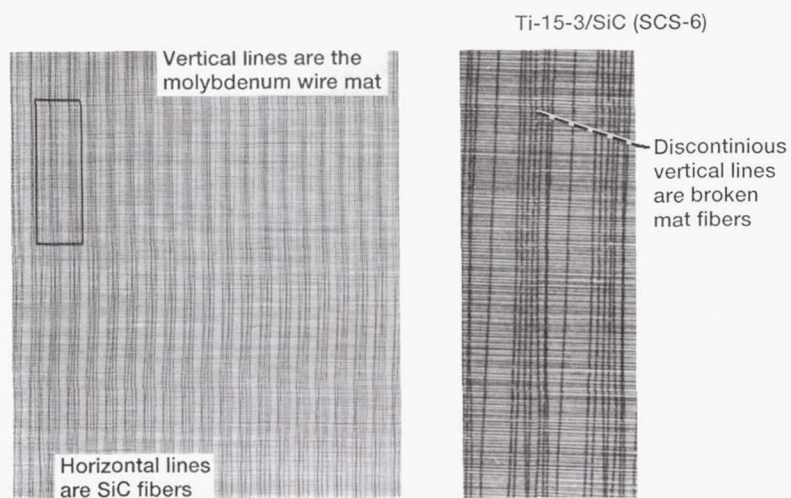 Ti-15-3/SiC (SCS-6)
Vertical lines are the
molybdenum wire mat
Discontinious
vertical lines
are broken
mat fibers
Horizontal lines
are SiC fibers